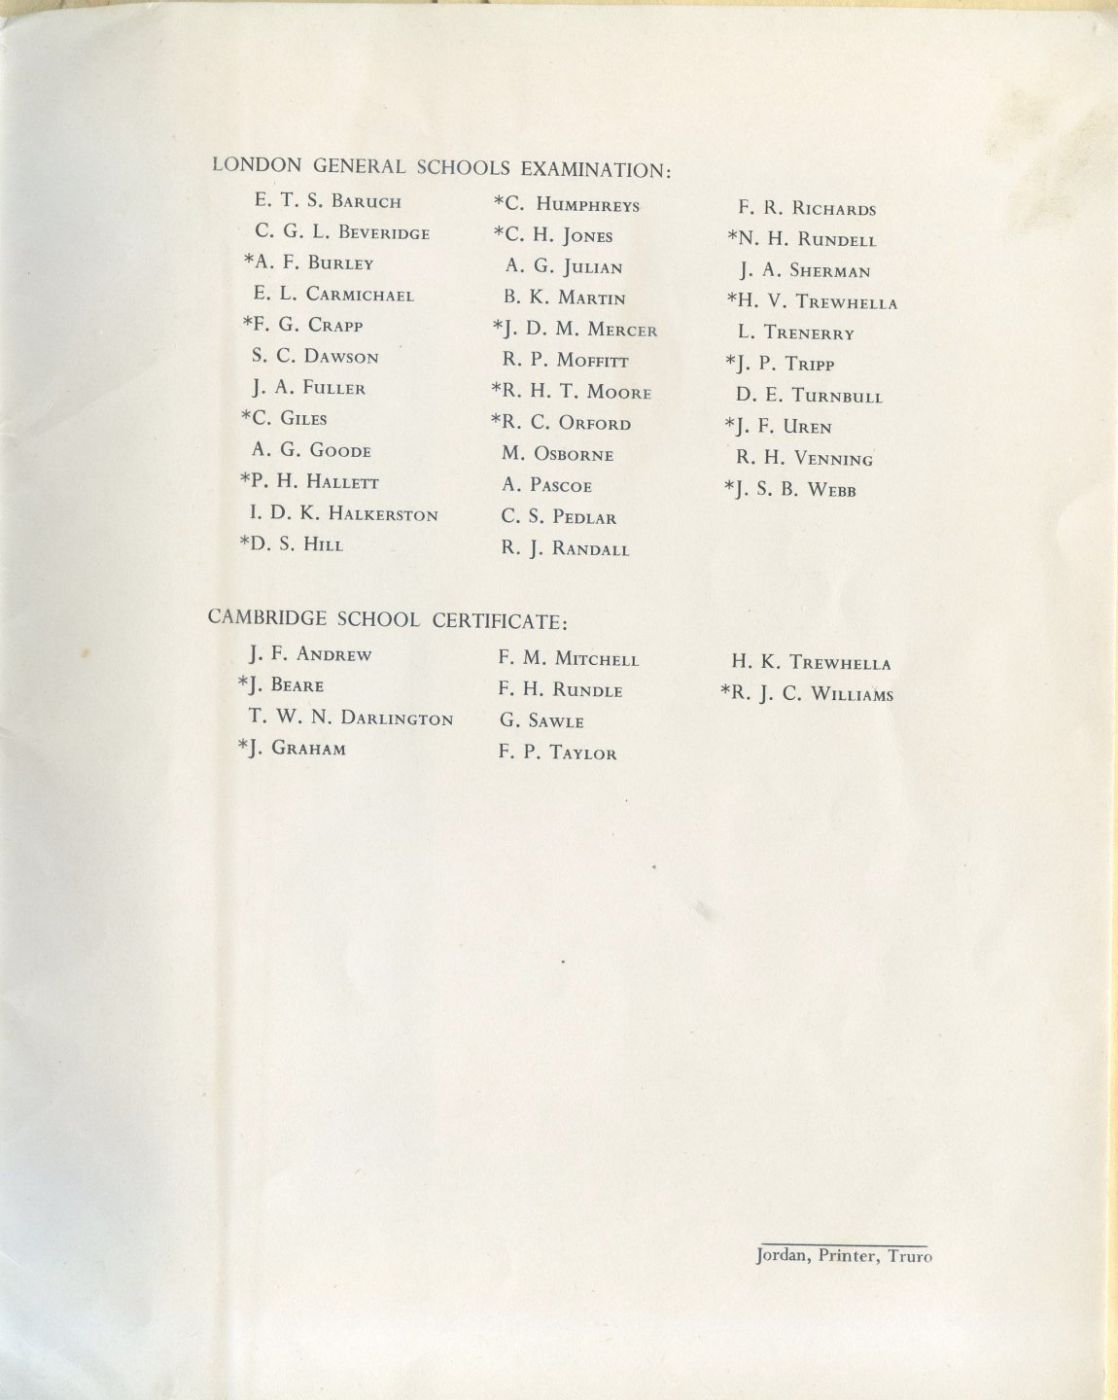 LONDON GENERAL SCHOOLS EXAMINATION:
E. T. S. BARUCH
C. G. L. BEVERIDGE
*A. F. BURLEY
E. L. CARMICHAEL
*F. G. CRAPP
S. C. DAWSON
J. A. FULLER
*C. GILES
A. G. GOODE
*P. H. HALLETT
I. D. K. HALKERSTON
*D. S. HILL
*C. HUMPHREYS
*C. H. JONES
A. G. JULIAN
B. K. MARTIN
*J. D. M. MERCER
R. P. MOFFITT
*R. H. T. MOORE
*R. C. ORFORD
M. OSBORNE
A. PASCOE
C. S. PEDLAR
R. J. RANDALL
F. R. RICHARDS
*N. H. RUNDELL
J. A. SHERMAN
*H. V. TREWHELLA
L. TRENERRY
*J. P. TRIPP
D. E. TURNBULL
*J. F. UREN
R. H. VENNING
*J. S. B. WEBB
CAMBRIDGE SCHOOL CERTIFICATE:
J. F. ANDREW
*J. BEARE
T. W. N. DARLINGTON
*J. GRAHAM
F. M. MITCHELL
F. H. RUNDLE
G. SAWLE
F. P. TAYLOR
H. K. TREWHELLA
*R. J. C. WILLIAMS
Jordan, Printer, Truro